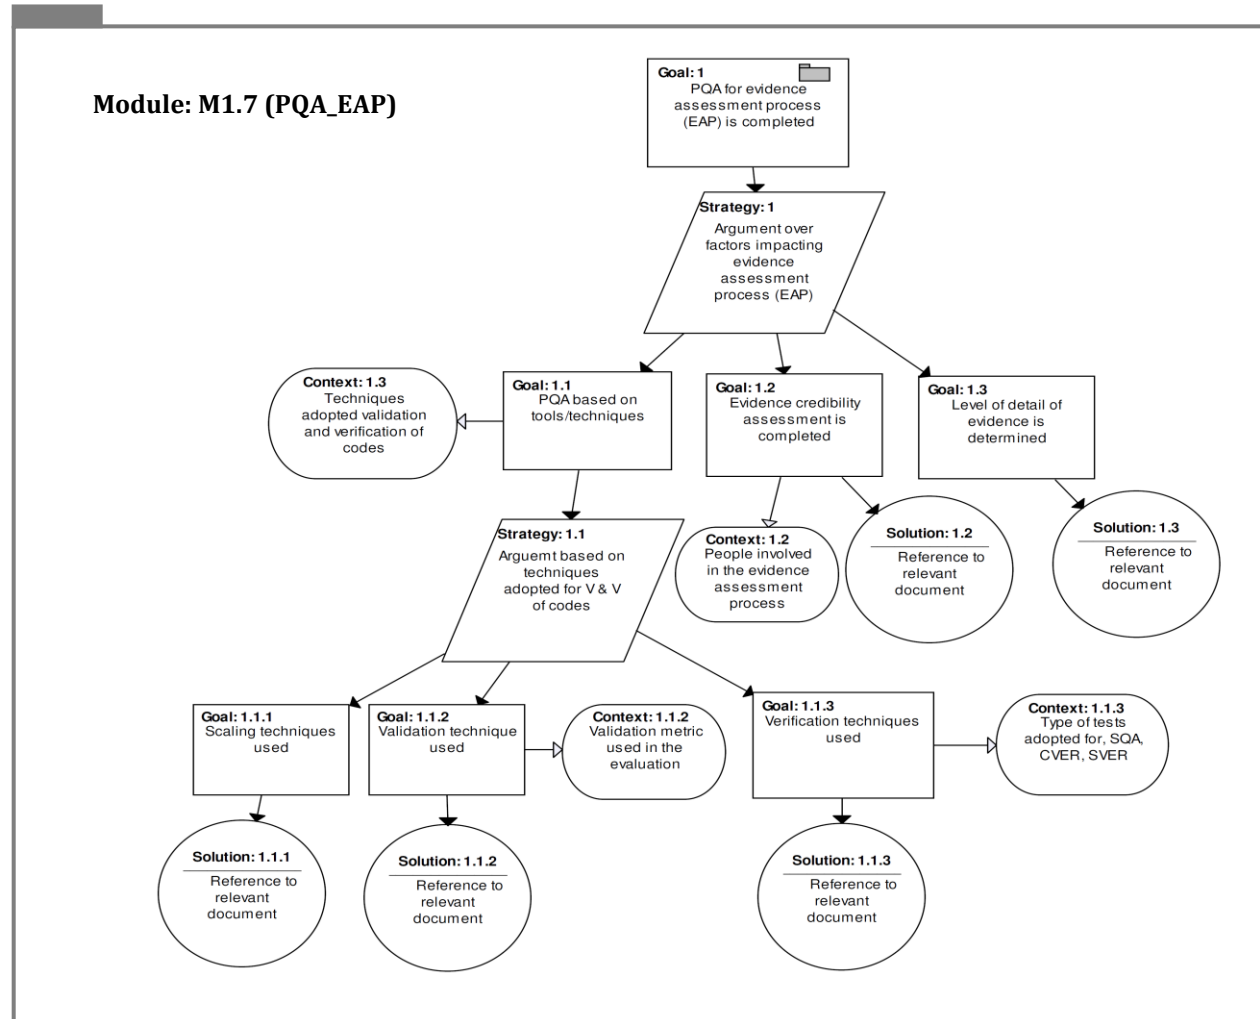 Module: M1.7 (PQA_EAP)
Goal: 1
PQA for evidence
assessment process
(EAP) is completed
Strategy: 1
Argument over
factors impacting
evidence
assessment
process (EAP)
Context: 1.3
Techniques
adopted validation
and verification of
codes
Goal: 1.1
PQA based on
tools/techniques
Goal: 1.2
Evidence credibility
assessment is
completed
Goal: 1.3
Level of detail of
evidence is
determined
Strategy: 1.1
Arguemt based on
techniques
adopted for V & V
of codes
Context: 1.2
People involved
in the evidence
assessment
process
Solution: 1.2
Reference to
relevant
document
Solution: 1.3
Reference to
relevant
document
Goal: 1.1.1
Scaling techniques
used
Goal: 1.1.2
Validation technique
used
Context: 1.1.2
Validation metric
used in the
evaluation
Goal: 1.1.3
Verification techniques
used
Context: 1.1.3
Type of tests
adopted for, SQA,
CVER, SVER
Solution: 1.1.1
Reference to
relevant
document
Solution: 1.1.2
Reference to
relevant
document
Solution: 1.1.3
Reference to
relevant
document